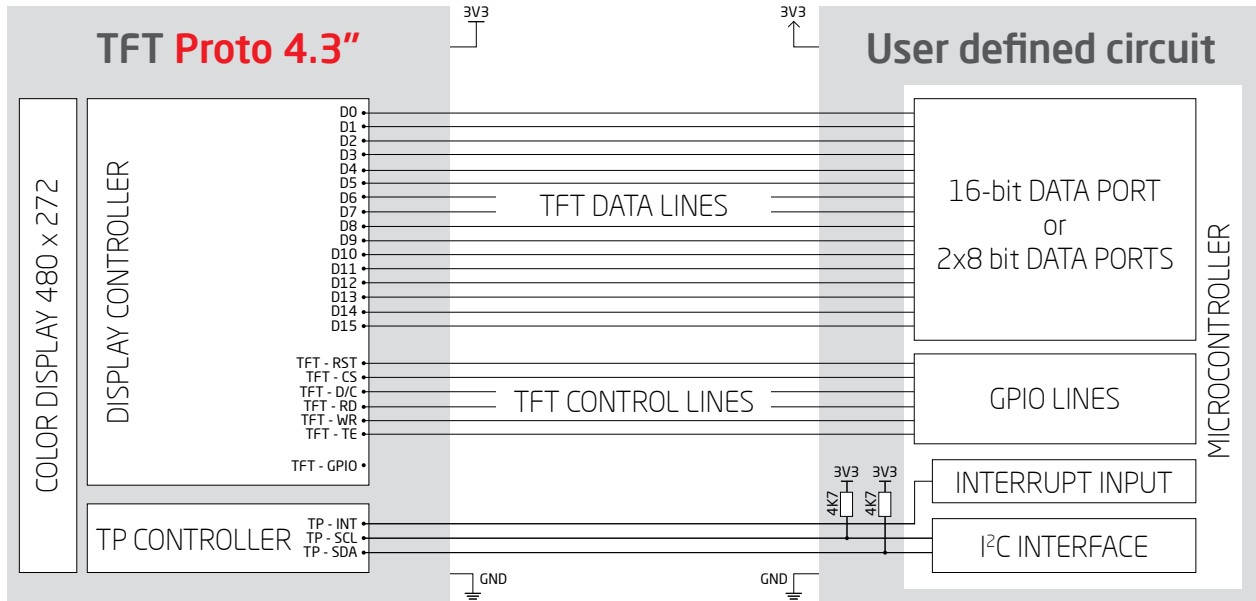 3V3
3V3
TFT Proto 4.3”
User defined circuit
COLOR DISPLAY 480 x 272
DISPLAY CONTROLLER
D0
D1
D2
D3
D4
D5
D6
D7
D8
D9
D10
D11
D12
D13
D14
D15
TFT DATA LINES
16-bit DATA PORT
or
2x8 bit DATA PORTS
MICROCONTROLLER
TFT - RST
TFT - CS
TFT - D/C
TFT - RD
TFT - WR
TFT - TE
TFT - GPIO
TFT CONTROL LINES
GPIO LINES
3V3
3V3
4K7
4K7
INTERRUPT INPUT
TP CONTROLLER
TP - INT
TP - SCL
TP - SDA
I²C INTERFACE
GND
GND